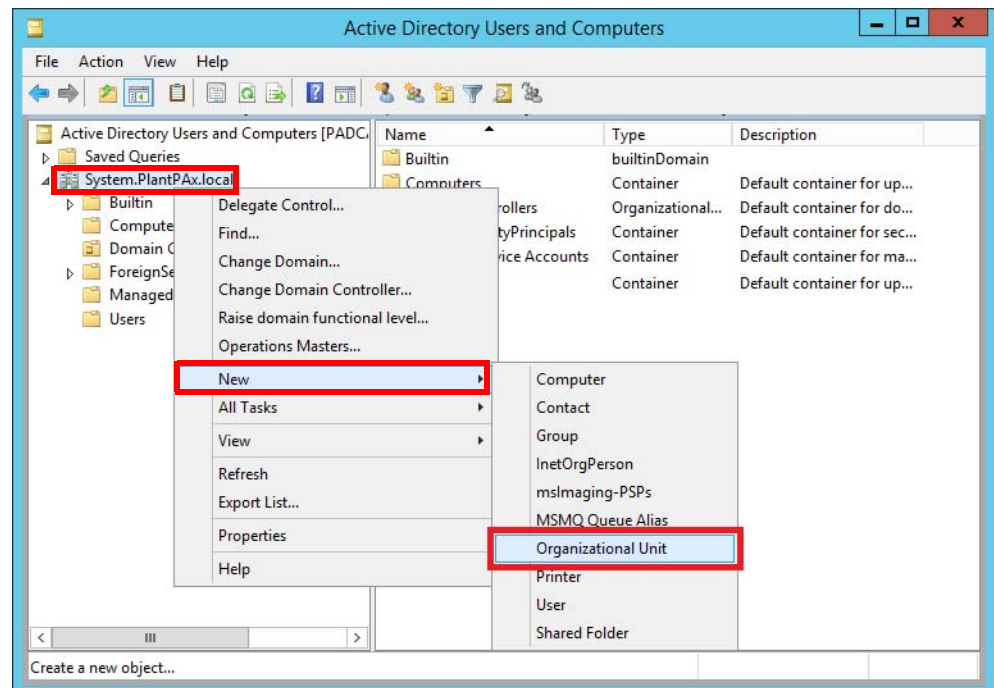 Active Directory Users and Computers
x
File Action View Help
Active Directory Users and Computers [PADC
Name Type Description
Saved Queries
Builtin builtinDomain
System.PlantPAx.local
Computers Container Default container for up...
Builtin
Delegate Control...
rollers Organizational... Default container for do...
Compute
Find...
tyPrincipals Container Default container for sec...
Domain C
Change Domain...
vice Accounts Container Default container for ma...
ForeignSe
Change Domain Controller...
Container Default container for up...
Managed
Users
Raise domain functional level...
Operations Masters...
New
All Tasks
View
Refresh
Export List...
Properties
Help
Computer
Contact
Group
InetOrgPerson
msImaging-PSPs
MSMQ Queue Alias
Organizational Unit
Printer
User
Shared Folder
Create a new object...